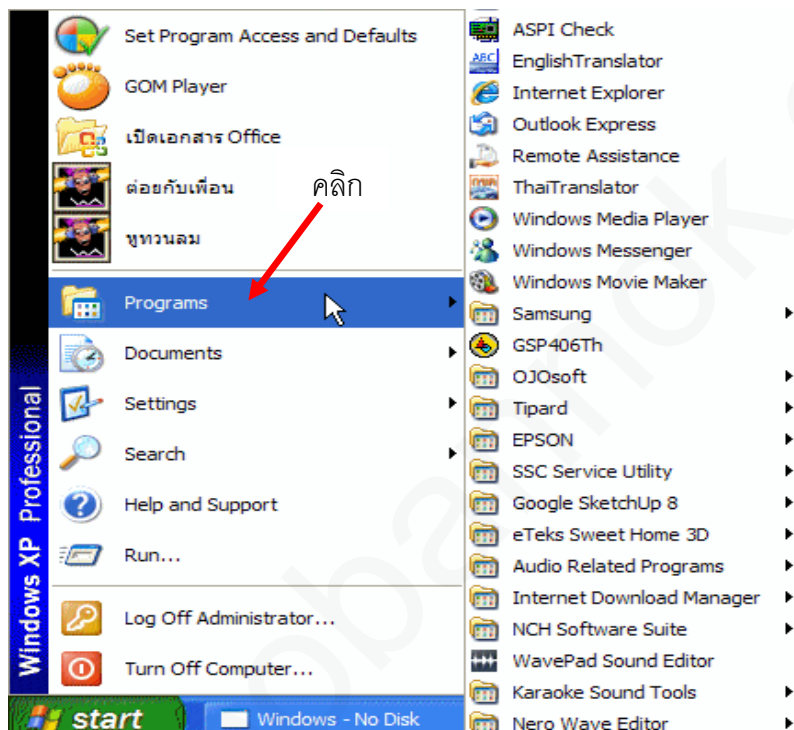 Set Program Access and Defaults
GOM Player
เปิดเอกสาร Office
ต่อยกับเพื่อน
หูทวนลม
คลิก
Programs
Documents
Settings
Search
Help and Support
Run...
Log Off Administrator...
Turn Off Computer...
Windows XP Professional
start
Windows - No Disk
ASPI Check
ABC
EnglishTranslator
Internet Explorer
Outlook Express
Remote Assistance
ThaiTranslator
Windows Media Player
Windows Messenger
Windows Movie Maker
Samsung
GSP406Th
OJOsoft
Tipard
EPSON
SSC Service Utility
Google SketchUp 8
eTeks Sweet Home 3D
Audio Related Programs
Internet Download Manager
NCH Software Suite
WavePad Sound Editor
Karaoke Sound Tools
Nero Wave Editor